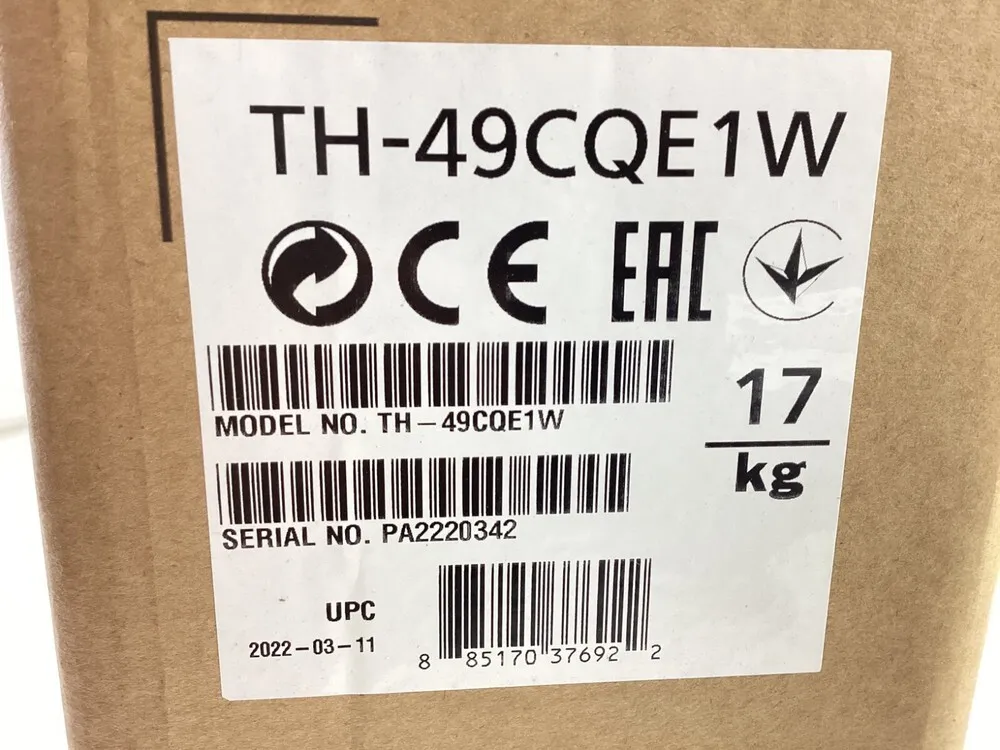 TH-49CQE1W
CE EAC
MODEL NO. TH-49CQE1W
17
kg
SERIAL NO. PA2220342
UPC
2022-03-11
8 85170 37692 2